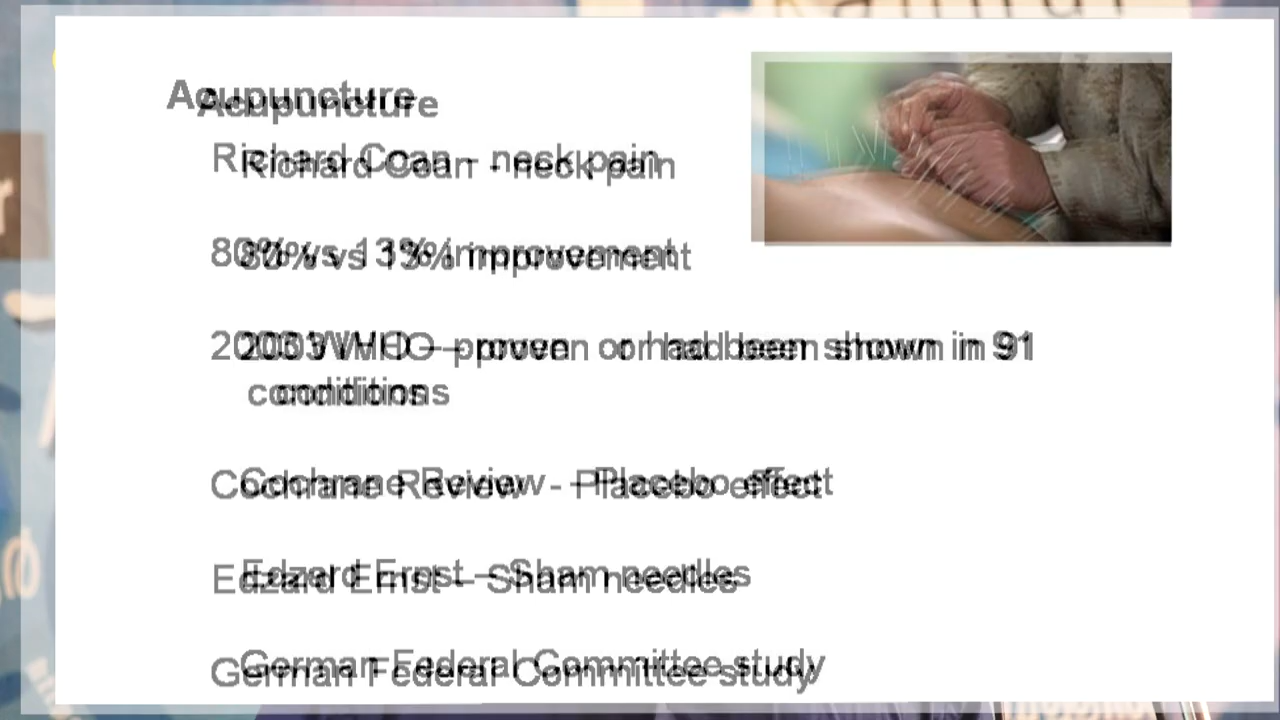 Acupuncture
Richard Coan - neck pain
80% vs 13% improvement
2003 WHO – proven or had been shown in 91
conditions
Cochrane Review - Placebo effect
Edzard Ernst – Sham needles
German Federal Committee study